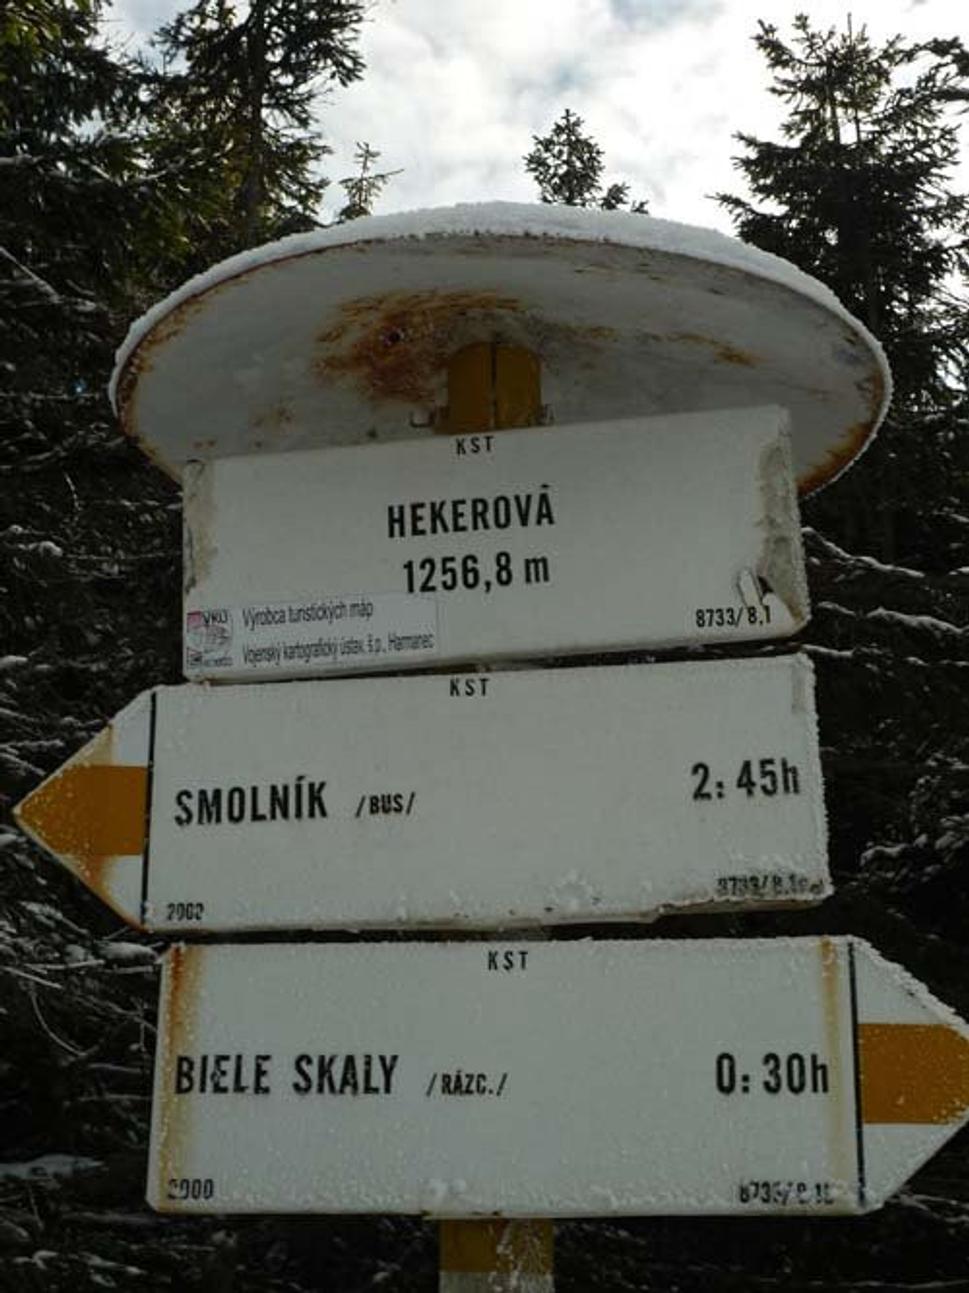 KST
HEKEROVÁ
1256,8 m
8733/8,1
VKÚ
Výrobca turistických máp
Vojenský kartografický ústav, š.p., Harmanec
KST
SMOLNÍK /BUS/ 2:45h
KST
BIELE SKALY /RÁZC./ 0:30h
2000